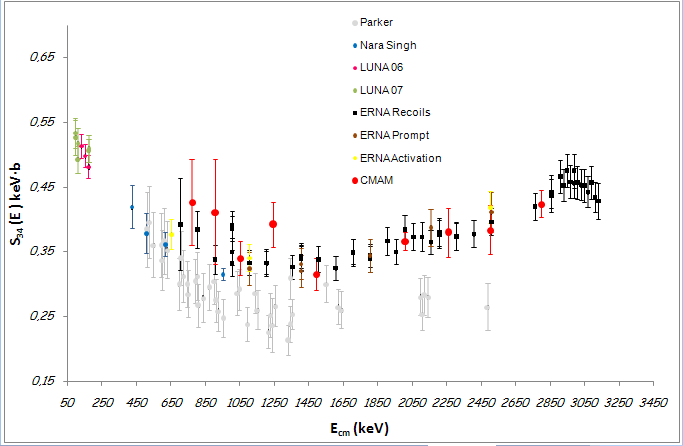 Parker
Nara Singh
LUNA 06
LUNA 07
ERNA Recoils
ERNA Prompt
ERNA Activation
CMAM
S34 (E) keV·b
0,65
0,55
0,45
0,35
0,25
0,15
50 250 450 650 850 1050 1250 1450 1650 1850 2050 2250 2450 2650 2850 3050 3250 3450
Ecm (keV)